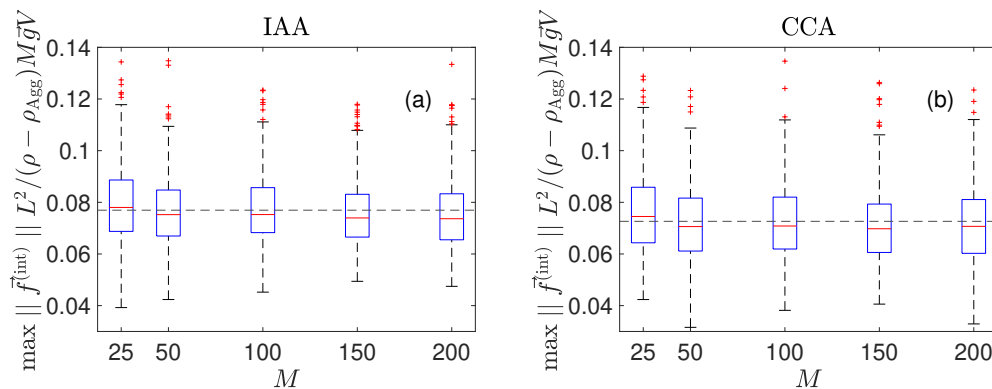 IAA
max || f⃗^(int) || L²/(ρ − ρ_Agg)Mg⃗V
0.14
0.12
0.1
0.08
0.06
0.04
(a)
25 50 100 150 200
M
CCA
max || f⃗^(int) || L²/(ρ − ρ_Agg)Mg⃗V
0.14
0.12
0.1
0.08
0.06
0.04
(b)
25 50 100 150 200
M